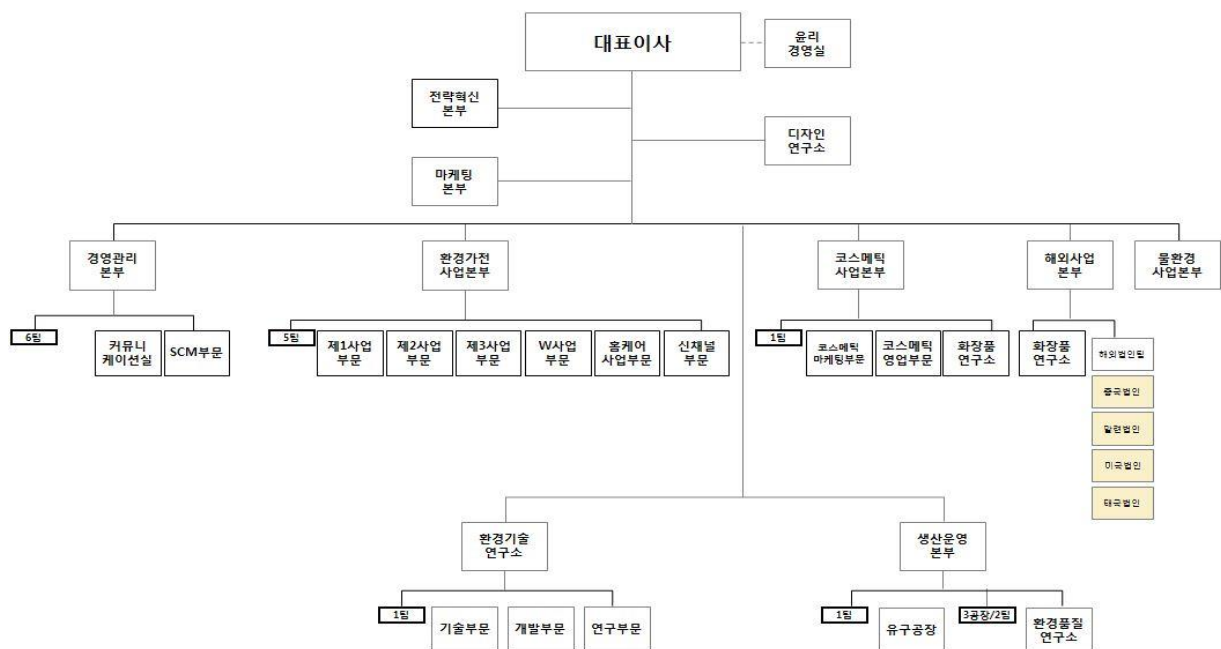 대표이사
윤리
경영실
전략혁신
본부
디자인
연구소
마케팅
본부
경영관리
본부
환경가전
사업본부
코스메틱
사업본부
해외사업
본부
물환경
사업본부
6팀
커뮤니
케이션실
SCM부문
5팀
제1사업
부문
제2사업
부문
제3사업
부문
W사업
부문
홈케어
사업부문
신채널
부문
1팀
코스메틱
마케팅부문
코스메틱
영업부문
화장품
연구소
화장품
연구소
해외법인팀
중국법인
말련법인
미국법인
태국법인
환경기술
연구소
생산운영
본부
1팀
기술부문
개발부문
연구부문
1팀
유구공장
3공장/2팀
환경품질
연구소